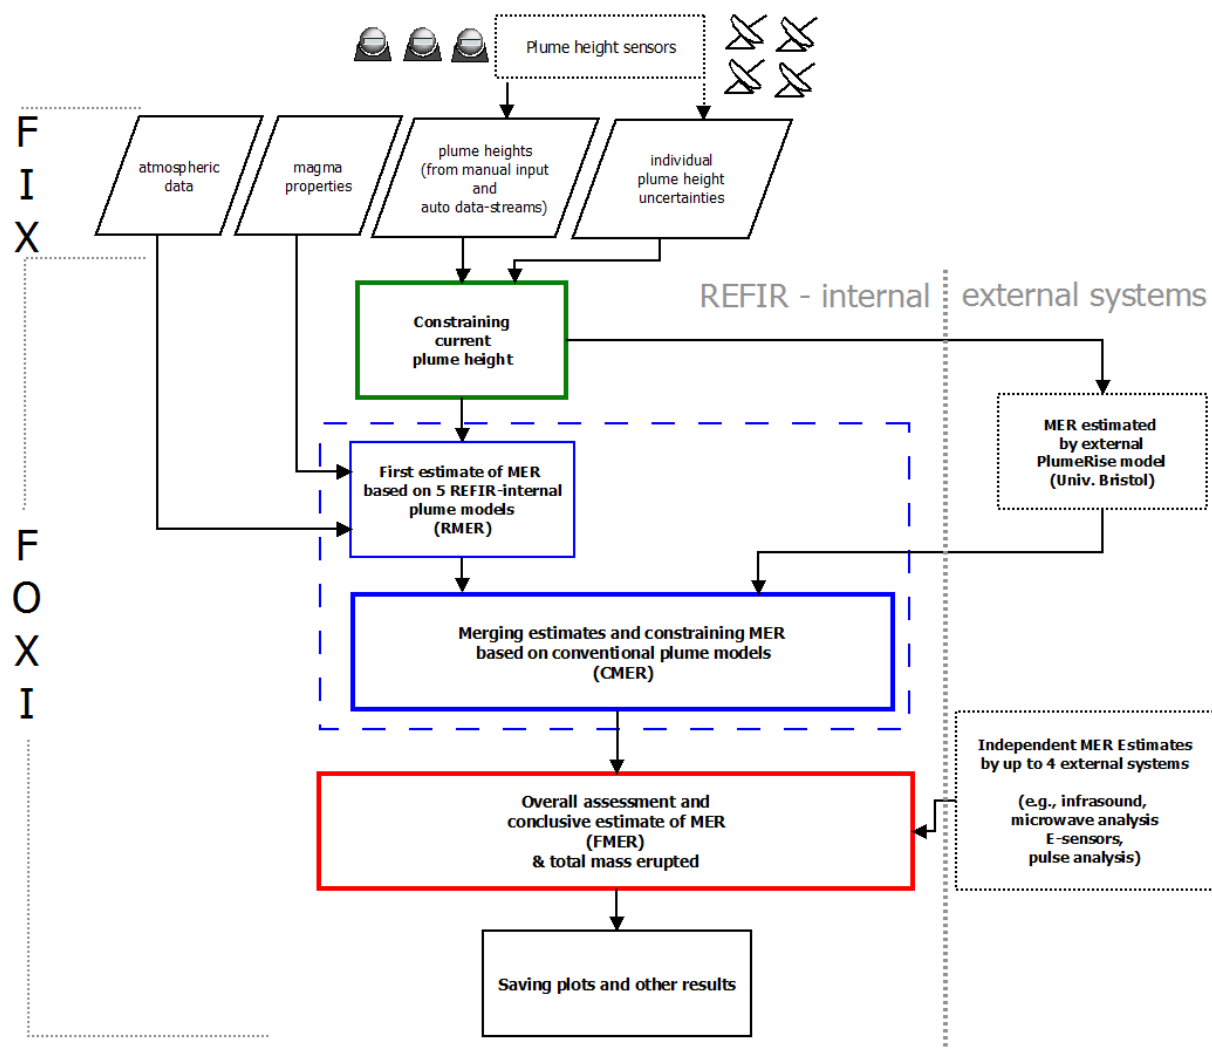 Plume height sensors
F
I
X
atmospheric
data
magma
properties
plume heights
(from manual input
and
auto data-streams)
individual
plume height
uncertainties
REFIR - internal
external systems
Constraining
current
plume height
MER estimated
by external
PlumeRise model
(Univ. Bristol)
First estimate of MER
based on 5 REFIR-internal
plume models
(RMER)
F
O
X
I
Merging estimates and constraining MER
based on conventional plume models
(CMER)
Independent MER Estimates
by up to 4 external systems
(e.g., infrasound,
microwave analysis
E-sensors,
pulse analysis)
Overall assessment and
conclusive estimate of MER
(FMER)
& total mass erupted
Saving plots and other results